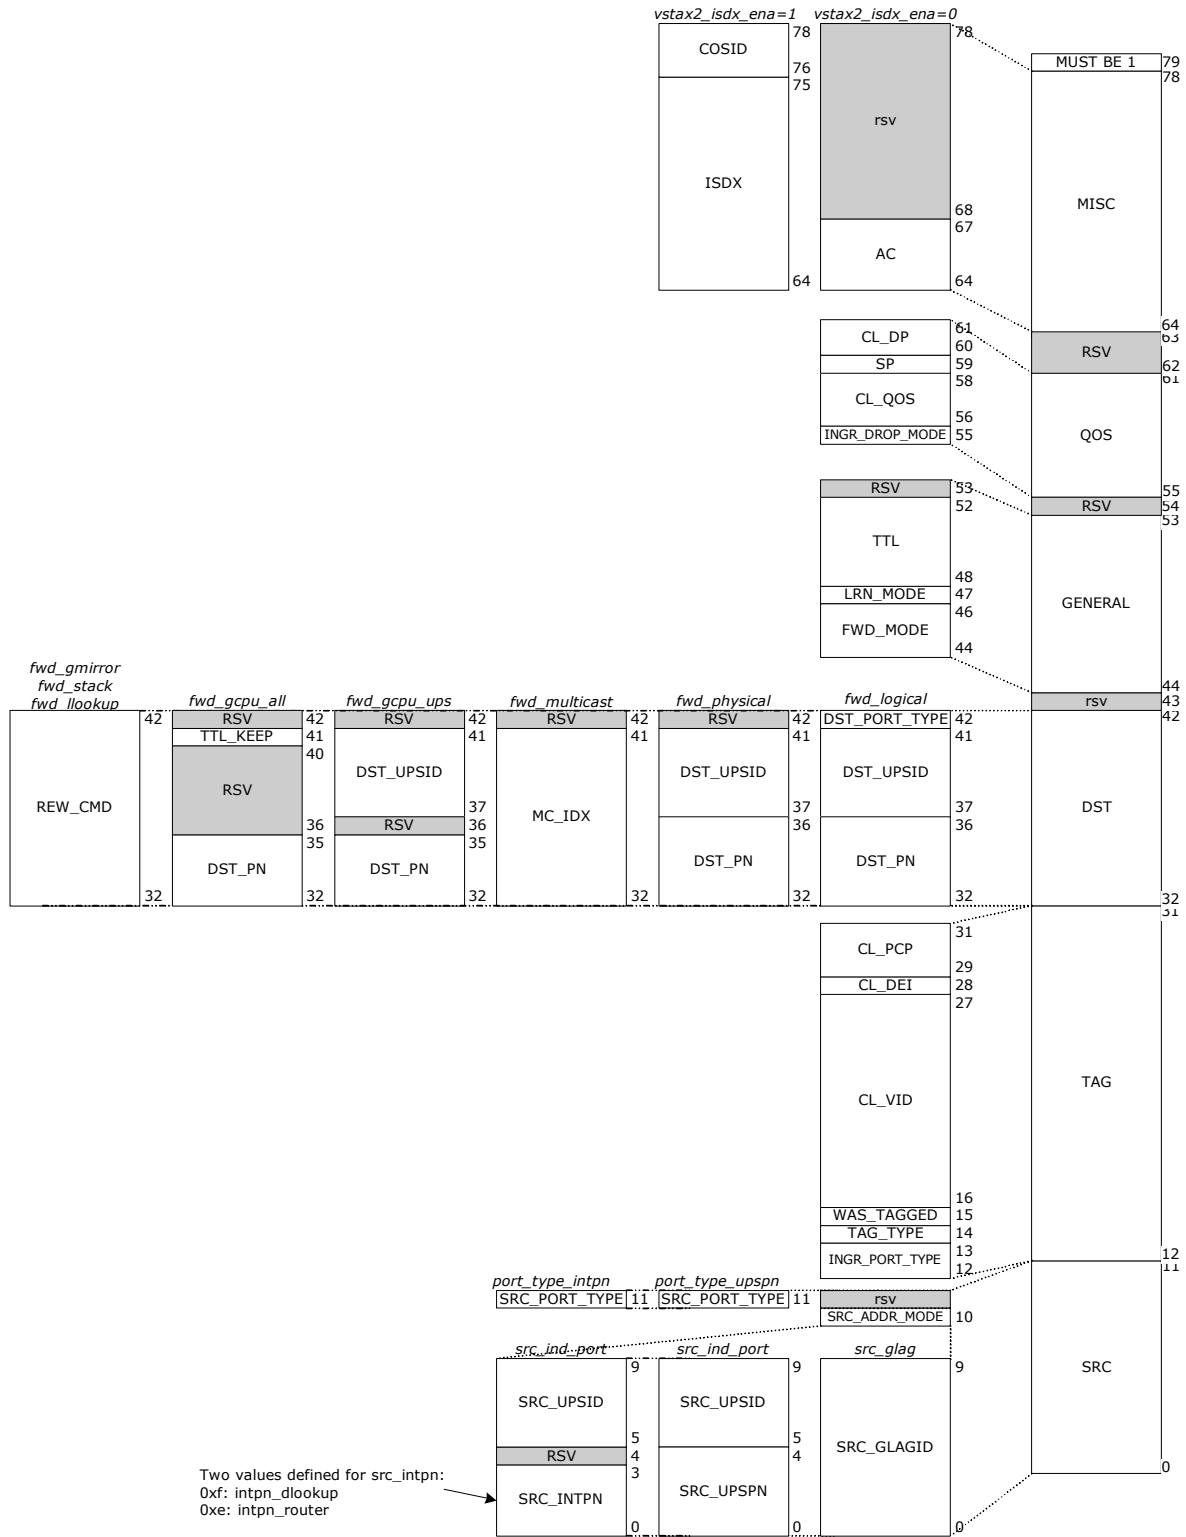 vstax2_isdx_ena=1 vstax2_isdx_ena=0
COSID
78
76
ISDX
75
64
rsv
78
68
AC
67
64
MUST BE 1
79
MISC
78
64
RSV
63
62
QOS
61
55
RSV
54
GENERAL
53
44
rsv
43
DST
42
32
TAG
31
12
SRC
11
0
CL_DP
61
60
SP
59
CL_QOS
58
56
INGR_DROP_MODE
55
RSV
53
TTL
52
48
LRN_MODE
47
FWD_MODE
46
44
fwd_gmirror
fwd_stack
fwd_llookup
REW_CMD
42
32
fwd_gcpu_all
RSV
42
TTL_KEEP
41
RSV
40
36
DST_PN
35
32
fwd_gcpu_ups
RSV
42
DST_UPSID
41
37
RSV
36
DST_PN
35
32
fwd_multicast
RSV
42
MC_IDX
41
32
fwd_physical
RSV
42
DST_UPSID
41
37
DST_PN
36
32
fwd_logical
DST_PORT_TYPE
42
DST_UPSID
41
37
DST_PN
36
32
CL_PCP
31
29
CL_DEI
28
CL_VID
27
16
WAS_TAGGED
15
TAG_TYPE
14
INGR_PORT_TYPE
13
12
port_type_intpn
SRC_PORT_TYPE
11
port_type_upspn
SRC_PORT_TYPE
11
rsv
SRC_ADDR_MODE
10
src_ind_port
SRC_UPSID
9
5
RSV
4
SRC_INTPN
3
0
src_ind_port
SRC_UPSID
9
5
SRC_UPSPN
4
0
src_glag
SRC_GLAGID
9
0
Two values defined for src_intpn:
0xf: intpn_dlookup
0xe: intpn_router